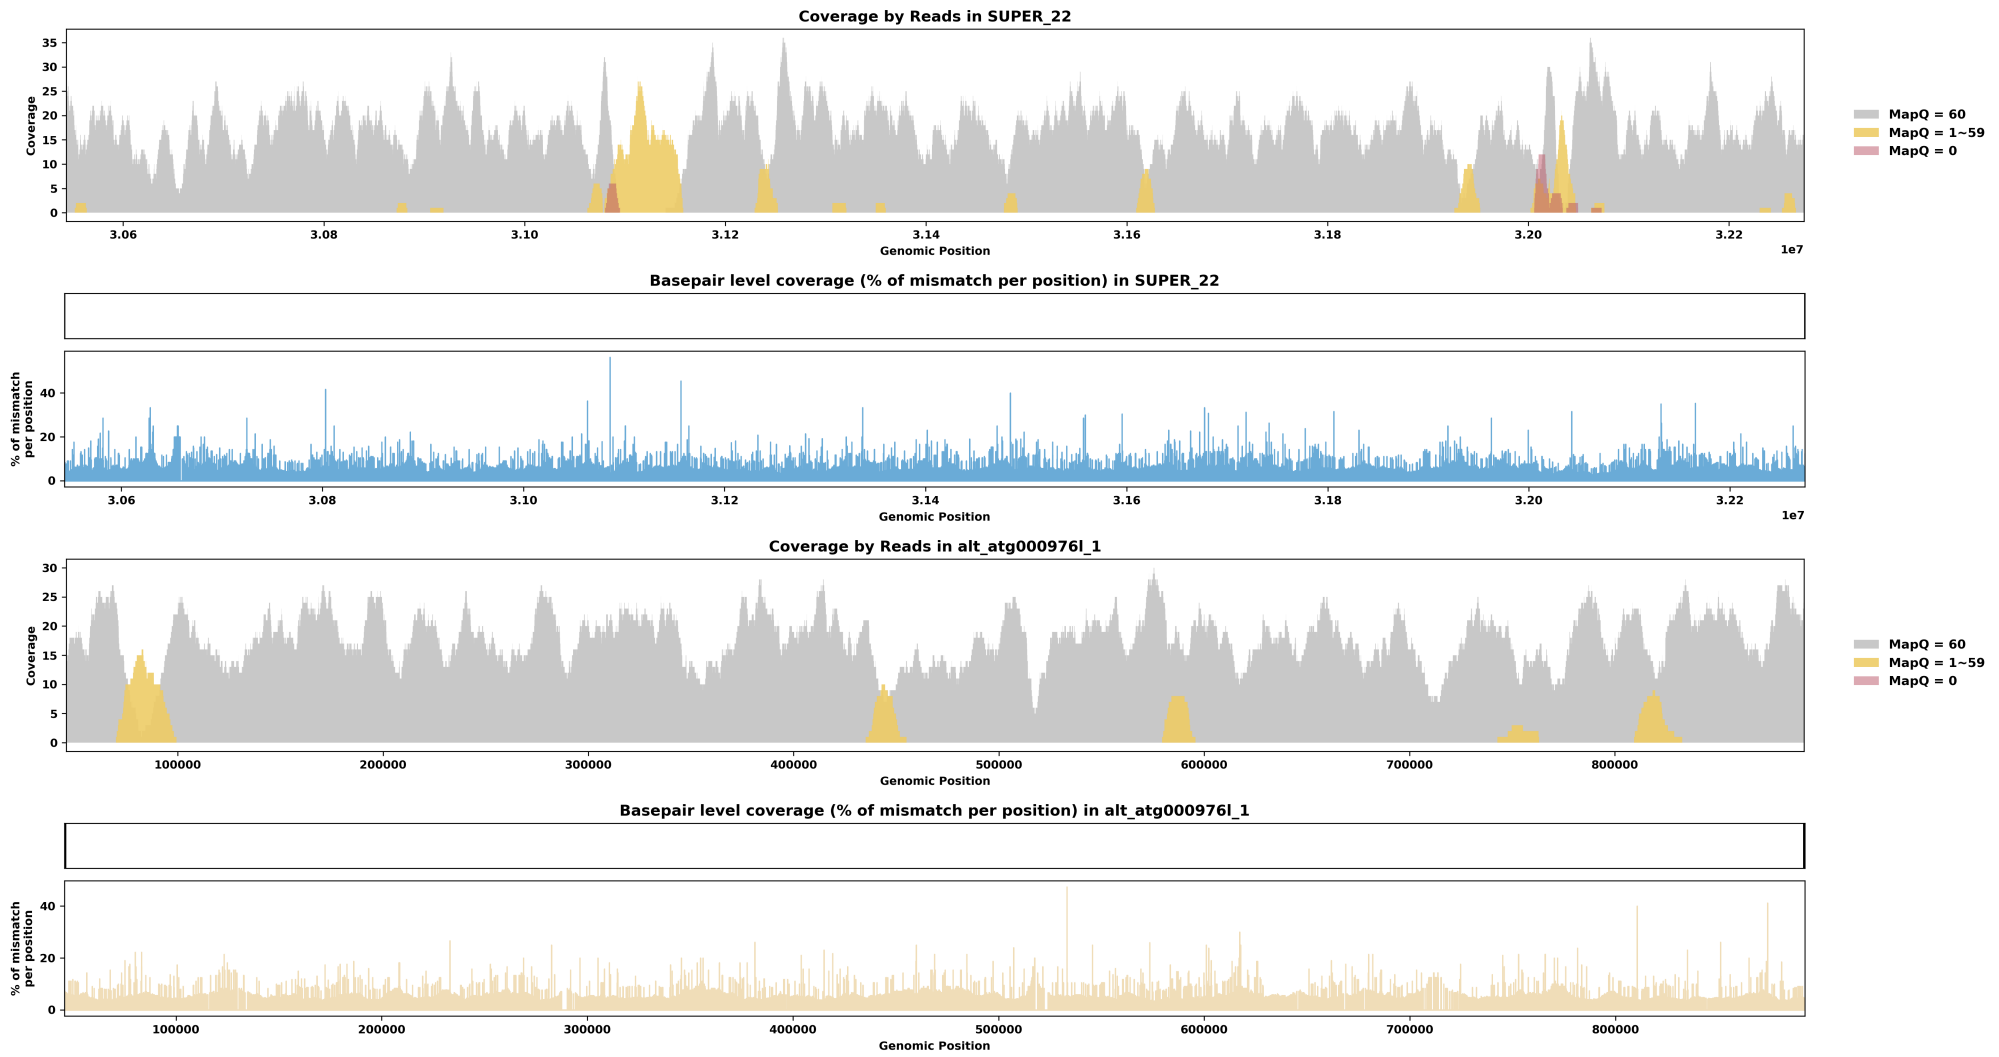 Coverage by Reads in SUPER_22
35
30
25
20
15
10
5
0
Coverage
3.06 3.08 3.10 3.12 3.14 3.16 3.18 3.20 3.22
1e7
Genomic Position
MapQ = 60
MapQ = 1~59
MapQ = 0
Basepair level coverage (% of mismatch per position) in SUPER_22
40
20
0
% of mismatch
per position
3.06 3.08 3.10 3.12 3.14 3.16 3.18 3.20 3.22
1e7
Genomic Position
Coverage by Reads in alt_atg000976l_1
30
25
20
15
10
5
0
Coverage
100000 200000 300000 400000 500000 600000 700000 800000
Genomic Position
MapQ = 60
MapQ = 1~59
MapQ = 0
Basepair level coverage (% of mismatch per position) in alt_atg000976l_1
40
20
0
% of mismatch
per position
100000 200000 300000 400000 500000 600000 700000 800000
Genomic Position